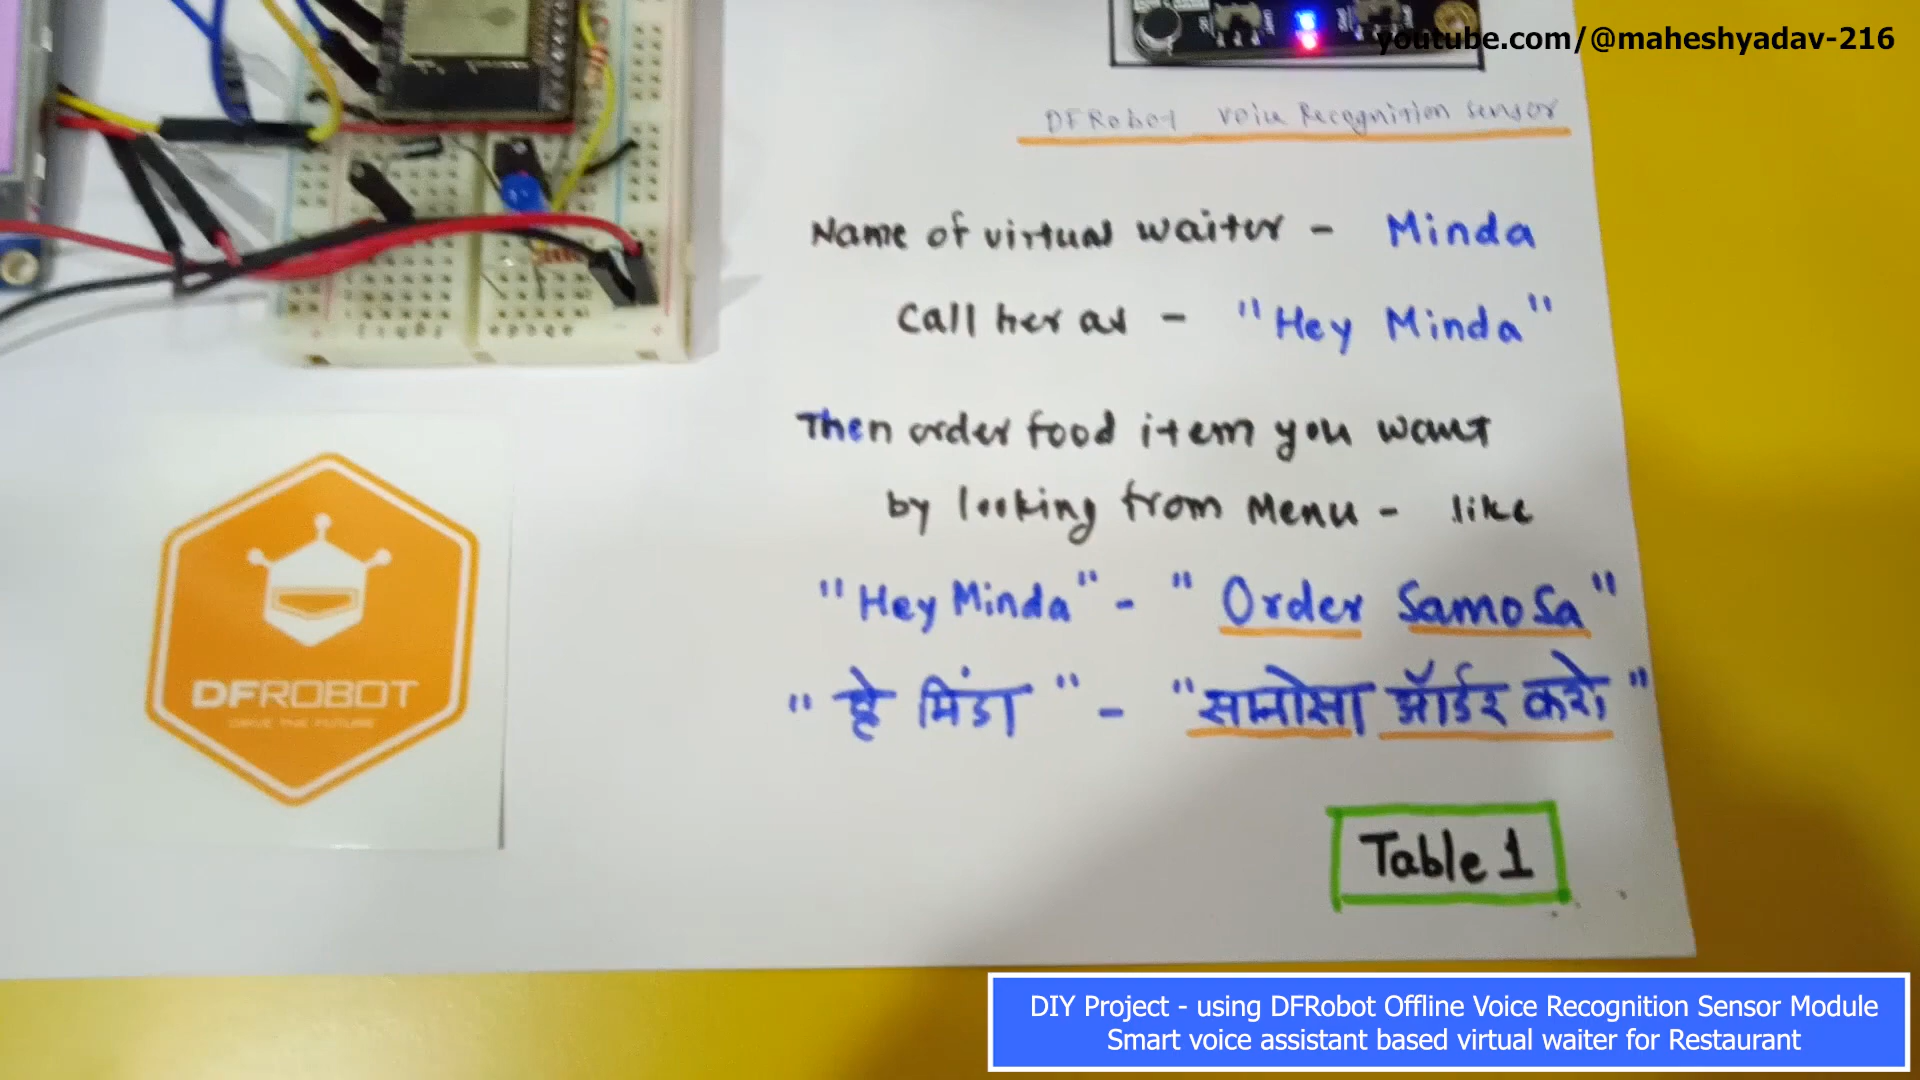 youtube.com/@maheshyadav-216
DFRobot Voice Recognition Sensor
Name of virtual waiter - Minda
Call her as - "Hey Minda"
Then order food item you want
by looking from Menu - like
"Hey Minda" - "Order Samosa"
"हे मिंडा" - "समोसा ऑर्डर करो"
DFROBOT
DRIVE THE FUTURE
Table 1
DIY Project - using DFRobot Offline Voice Recognition Sensor Module
Smart voice assistant based virtual waiter for Restaurant